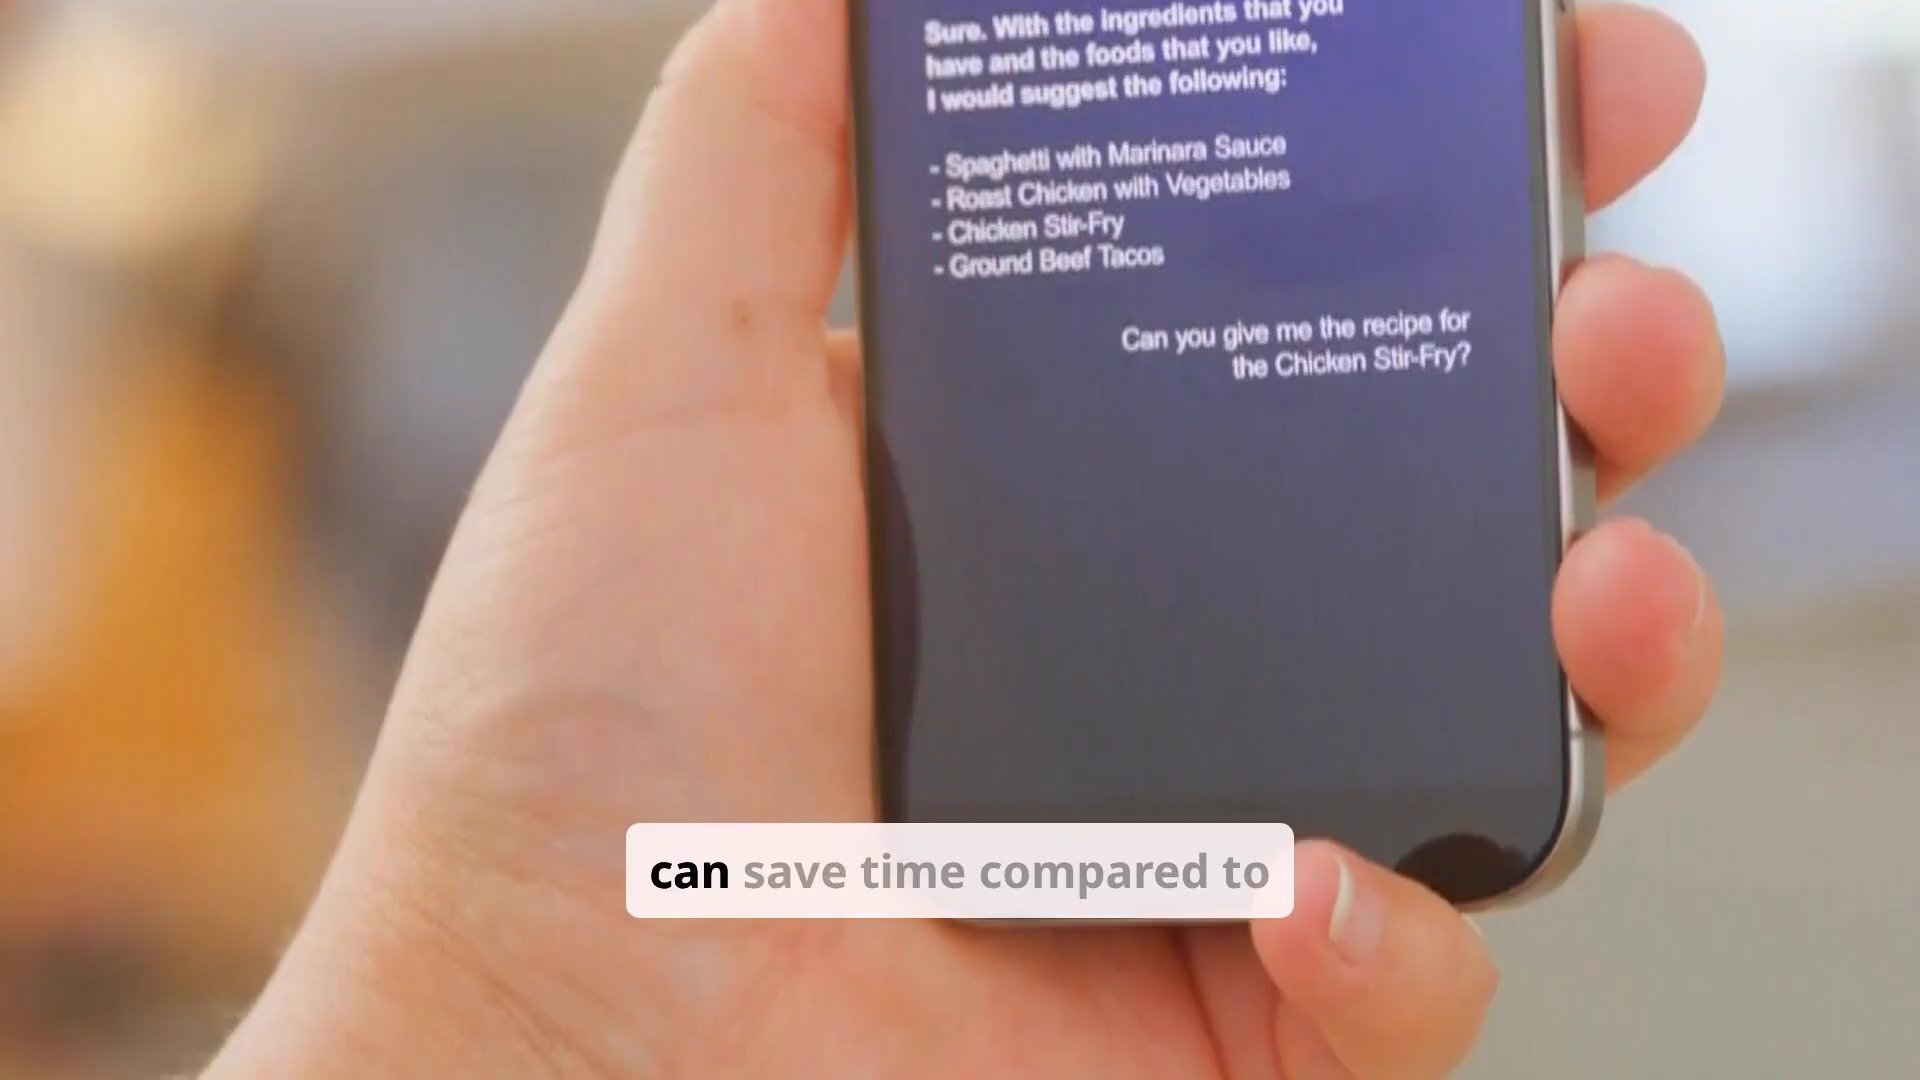 Sure. With the ingredients that you
have and the foods that you like,
I would suggest the following:
- Spaghetti with Marinara Sauce
- Roast Chicken with Vegetables
- Chicken Stir-Fry
- Ground Beef Tacos
Can you give me the recipe for
the Chicken Stir-Fry?
can save time compared to